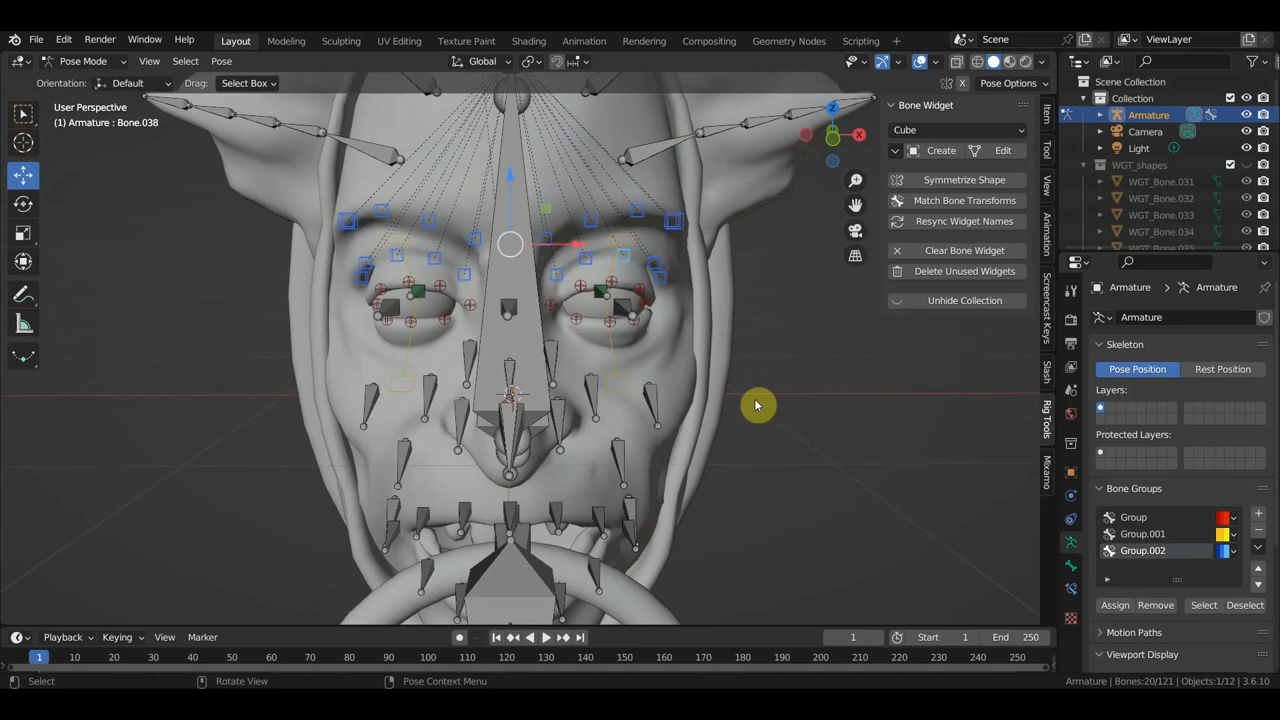 File Edit Render Window Help Layout Modeling Sculpting UV Editing Texture Paint Shading Animation Rendering Compositing Geometry Nodes Scripting + Scene ViewLayer
Pose Mode View Select Pose Global
Orientation: Default Drag: Select Box X Pose Options
User Perspective
(1) Armature : Bone.038
Z
X
Bone Widget
Cube
Create Edit
Symmetrize Shape
Match Bone Transforms
Resync Widget Names
Clear Bone Widget
Delete Unused Widgets
Unhide Collection
Item
Tool
View
Animation
Screencast Keys
Slash
Rig Tools
Mixamo
Scene Collection
Collection
Armature
Camera
Light
WGT_shapes
WGT_Bone.031
WGT_Bone.032
WGT_Bone.033
WGT_Bone.034
Armature Armature
Armature
Skeleton
Pose Position Rest Position
Layers:
Protected Layers:
Bone Groups
Group
Group.001
Group.002
Assign Remove Select Deselect
Motion Paths
Viewport Display
Playback Keying View Marker 1 Start 1 End 250
1 10 20 30 40 50 60 70 80 90 100 110 120 130 140 150 160 170 180 190 200 210 220 230 240 250
Select Rotate View Pose Context Menu Armature | Bones:20/121 | Objects:1/12 | 3.6.10